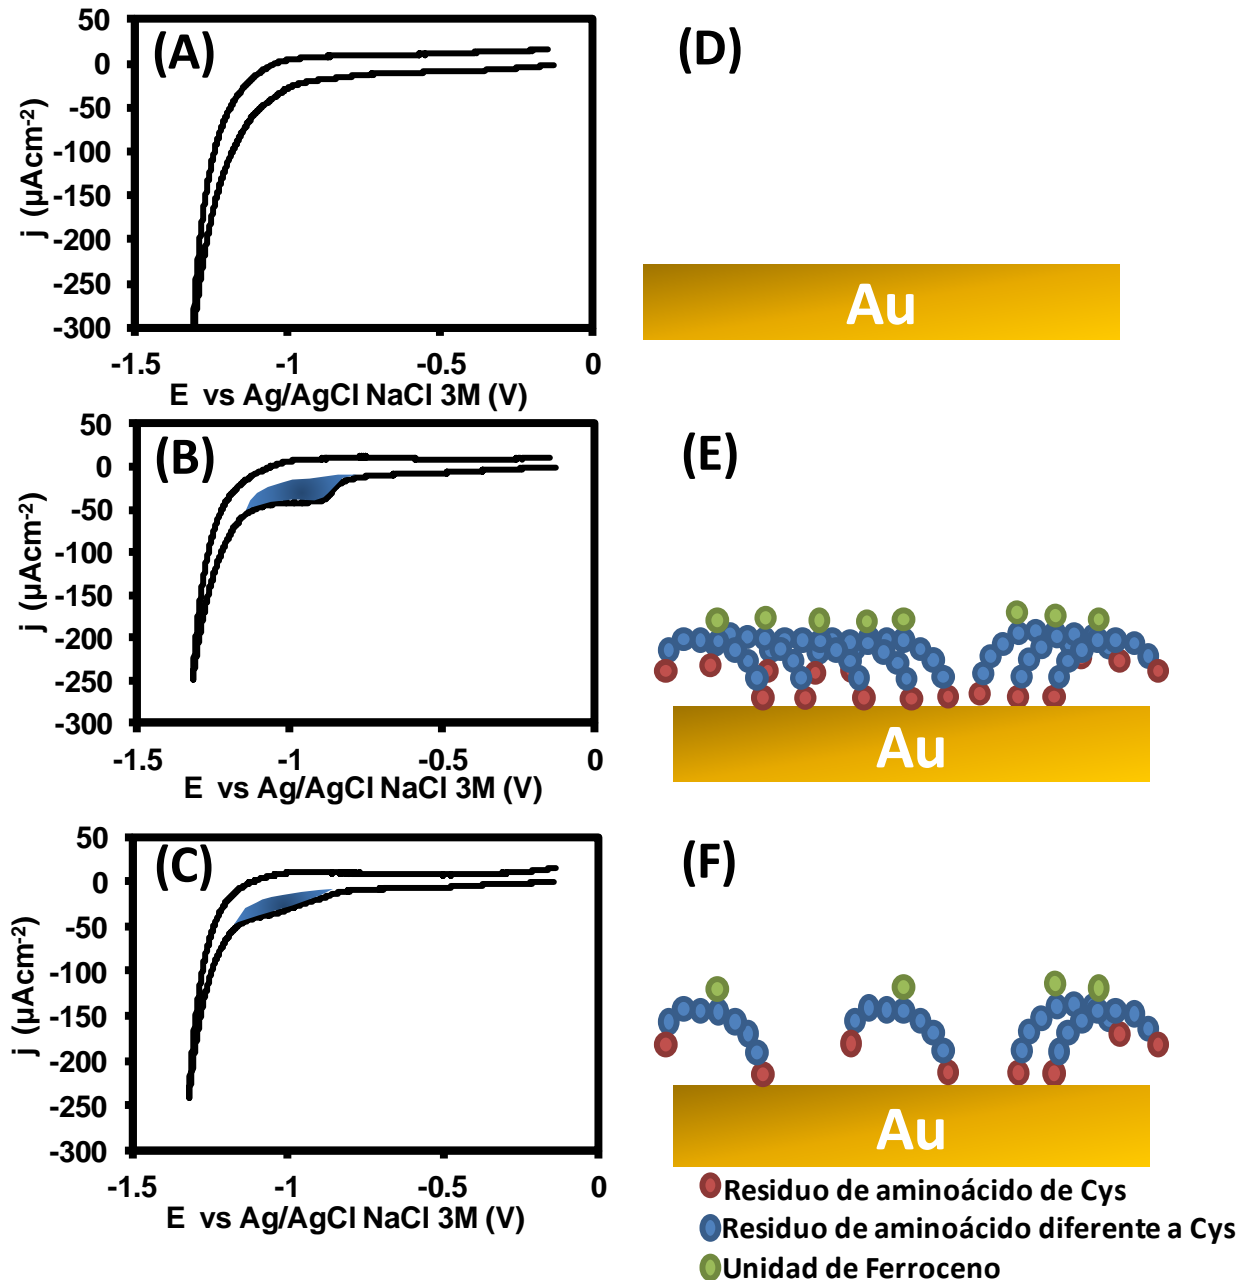 (A)
50
0
-50
-100
-150
-200
-250
-300
j (µAcm-2)
-1.5
-1
-0.5
0
E vs Ag/AgCl NaCl 3M (V)
(D)
Au
(B)
50
0
-50
-100
-150
-200
-250
-300
j (µAcm-2)
-1.5
-1
-0.5
0
E vs Ag/AgCl NaCl 3M (V)
(E)
Au
(C)
50
0
-50
-100
-150
-200
-250
-300
j (µAcm-2)
-1.5
-1
-0.5
0
E vs Ag/AgCl NaCl 3M (V)
(F)
Au
Residuo de aminoácido de Cys
Residuo de aminoácido diferente a Cys
Unidad de Ferroceno